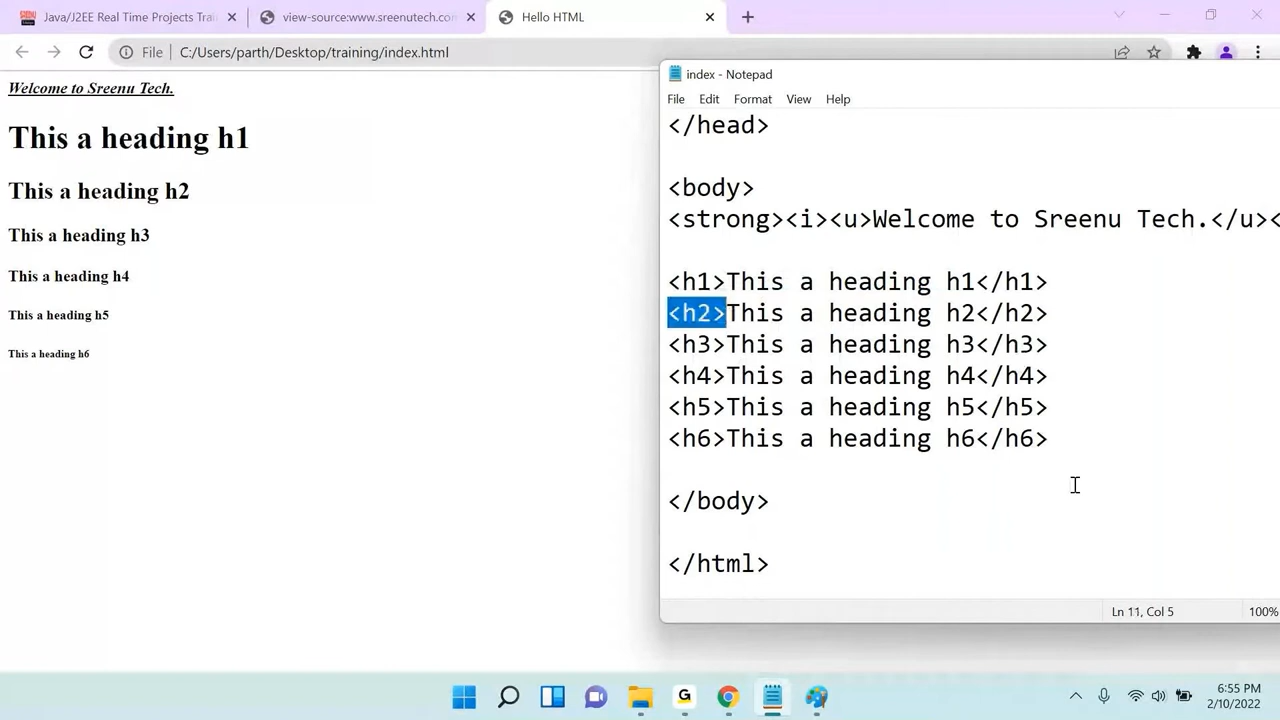 Java/J2EE Real Time Projects Trai
view-source:www.sreenutech.co
Hello HTML
File
C:/Users/parth/Desktop/training/index.html
Welcome to Sreenu Tech.
This a heading h1
This a heading h2
This a heading h3
This a heading h4
This a heading h5
This a heading h6
index - Notepad
File Edit Format View Help
</head>
<body>
<strong><i><u>Welcome to Sreenu Tech.</u><
<h1>This a heading h1</h1>
<h2>This a heading h2</h2>
<h3>This a heading h3</h3>
<h4>This a heading h4</h4>
<h5>This a heading h5</h5>
<h6>This a heading h6</h6>
</body>
</html>
Ln 11, Col 5
100%
G
6:55 PM
2/10/2022